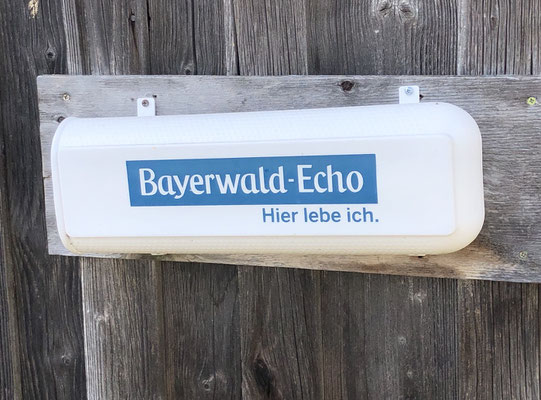 Bayerwald-Echo
Hier lebe ich.